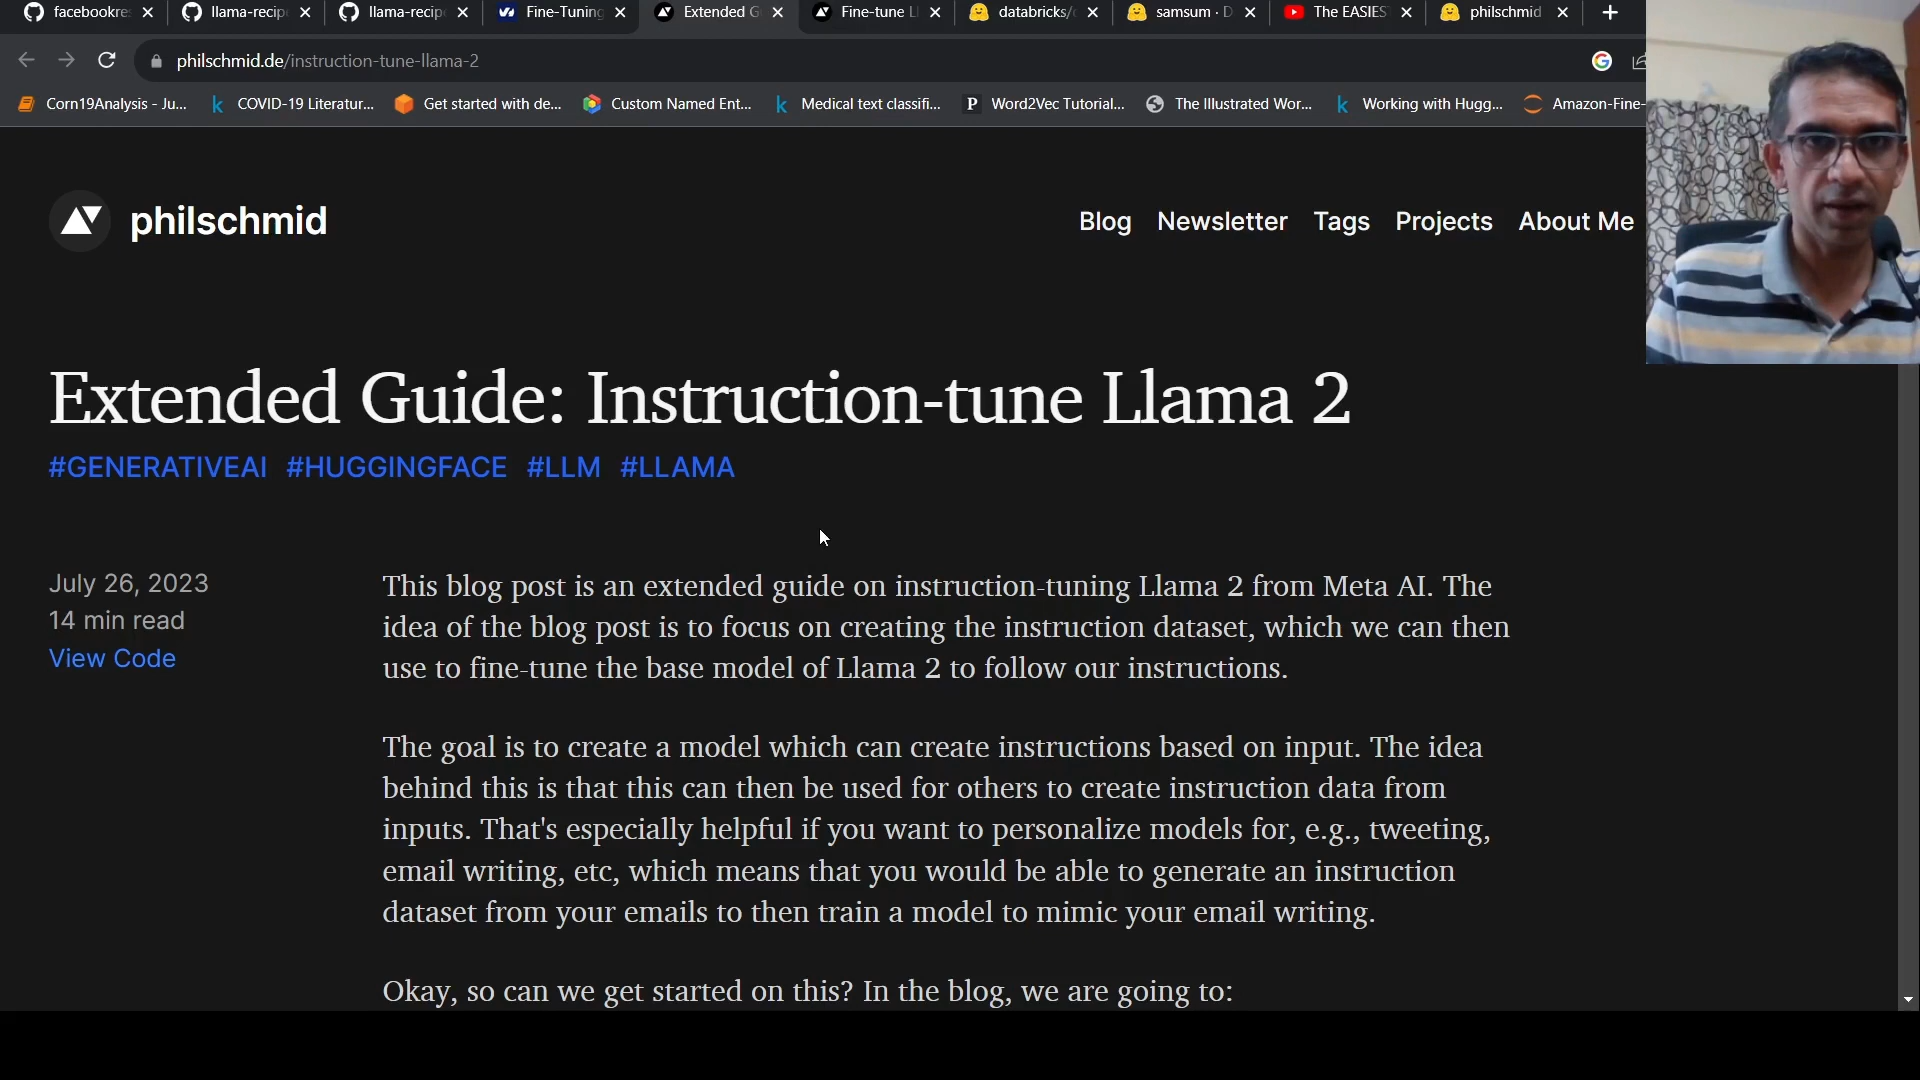 facebookre
llama-recip
llama-recip
Fine-Tuning
Extended G
Fine-tune Ll
databricks/
samsum · D
The EASIES
philschmid
philschmid.de/instruction-tune-llama-2
Corn19Analysis - Ju...
COVID-19 Literatur...
Get started with de...
Custom Named Ent...
Medical text classifi...
Word2Vec Tutorial...
The Illustrated Wor...
Working with Hugg...
Amazon-Fine-
philschmid
Blog Newsletter Tags Projects About Me
Extended Guide: Instruction-tune Llama 2
#GENERATIVEAI #HUGGINGFACE #LLM #LLAMA
July 26, 2023
14 min read
View Code
This blog post is an extended guide on instruction-tuning Llama 2 from Meta AI. The
idea of the blog post is to focus on creating the instruction dataset, which we can then
use to fine-tune the base model of Llama 2 to follow our instructions.
The goal is to create a model which can create instructions based on input. The idea
behind this is that this can then be used for others to create instruction data from
inputs. That's especially helpful if you want to personalize models for, e.g., tweeting,
email writing, etc, which means that you would be able to generate an instruction
dataset from your emails to then train a model to mimic your email writing.
Okay, so can we get started on this? In the blog, we are going to: